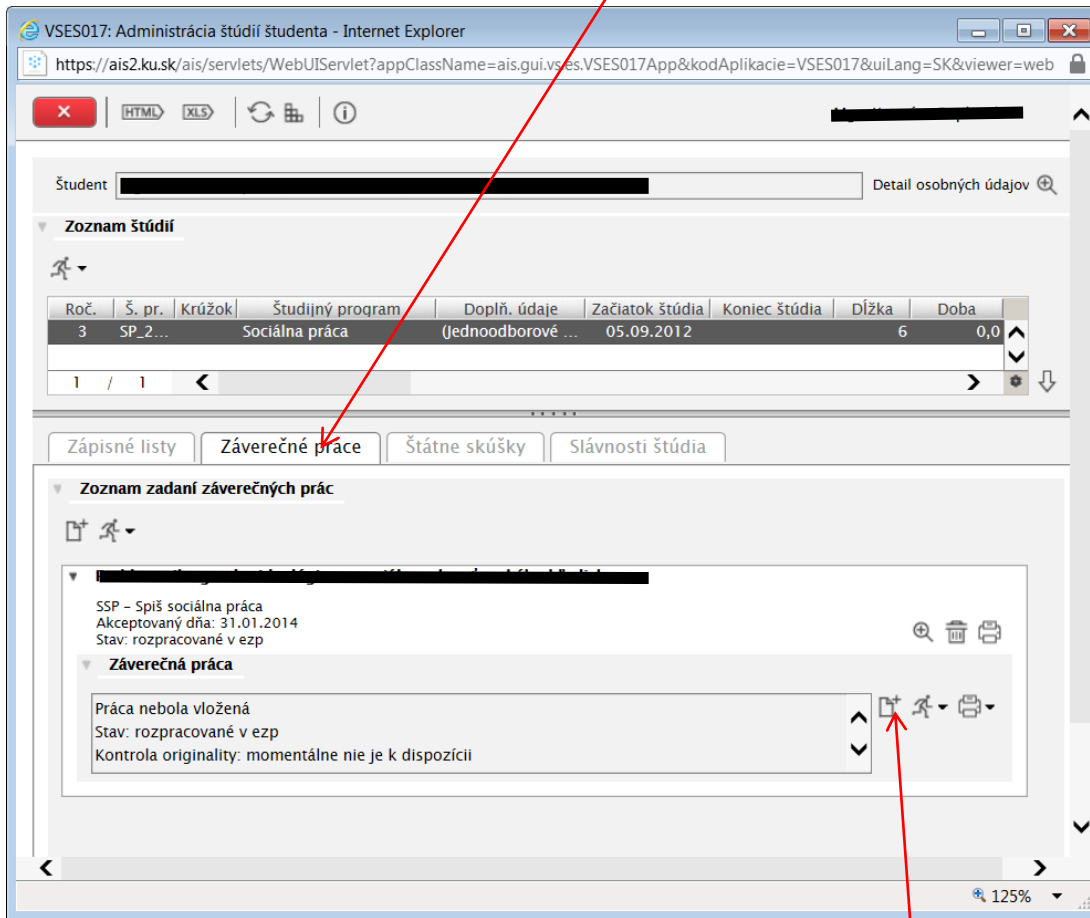 VSES017: Administrácia štúdií študenta - Internet Explorer
https://ais2.ku.sk/ais/servlets/WebUIServlet?appClassName=ais.gui.vs.es.VSES017App&kodAplikacie=VSES017&uiLang=SK&viewer=web
HTML XLS
Študent Detail osobných údajov
Zoznam štúdií
Roč. Š. pr. Krúžok Študijný program Doplň. údaje Začiatok štúdia Koniec štúdia Dĺžka Doba
3 SP_2... Sociálna práca (Jednoodborové ... 05.09.2012 6 0,0
1 / 1
Zápisné listy Záverečné práce Štátne skúšky Slávnosti štúdia
Zoznam zadaní záverečných prác
SSP – Spiš sociálna práca
Akceptovaný dňa: 31.01.2014
Stav: rozpracované v ezp
Záverečná práca
Práca nebola vložená
Stav: rozpracované v ezp
Kontrola originality: momentálne nie je k dispozícii
125%